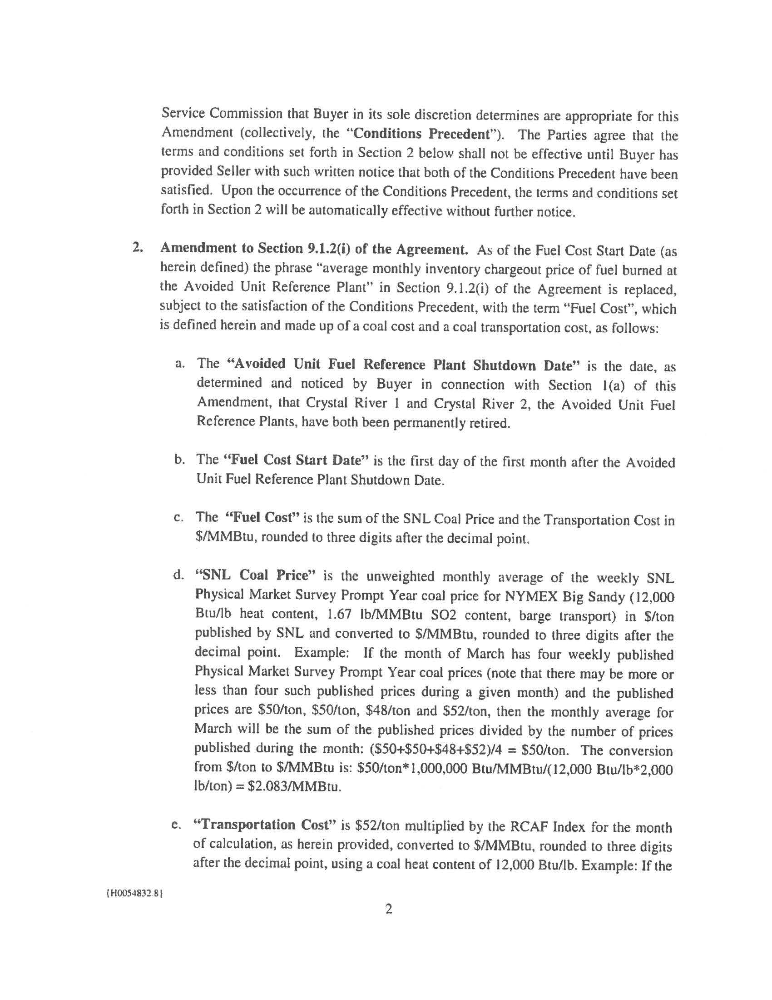 Service Commission that Buyer in its sole discretion determines are appropriate for this
Amendment (collectively, the “Conditions Precedent”). The Parties agree that the
terms and conditions set forth in Section 2 below shall not be effective until Buyer has
provided Seller with such written notice that both of the Conditions Precedent have been
satisfied. Upon the occurrence of the Conditions Precedent, the terms and conditions set
forth in Section 2 will be automatically effective without further notice.
2. Amendment to Section 9.1.2(i) of the Agreement. As of the Fuel Cost Start Date (as
herein defined) the phrase “average monthly inventory chargeout price of fuel burned at
the Avoided Unit Reference Plant” in Section 9.1.2(i) of the Agreement is replaced,
subject to the satisfaction of the Conditions Precedent, with the term “Fuel Cost”, which
is defined herein and made up of a coal cost and a coal transportation cost, as follows:
a. The “Avoided Unit Fuel Reference Plant Shutdown Date” is the date, as
determined and noticed by Buyer in connection with Section 1(a) of this
Amendment, that Crystal River 1 and Crystal River 2, the Avoided Unit Fuel
Reference Plants, have both been permanently retired.
b. The “Fuel Cost Start Date” is the first day of the first month after the Avoided
Unit Fuel Reference Plant Shutdown Date.
c. The “Fuel Cost” is the sum of the SNL Coal Price and the Transportation Cost in
$/MMBtu, rounded to three digits after the decimal point.
d. “SNL Coal Price” is the unweighted monthly average of the weekly SNL
Physical Market Survey Prompt Year coal price for NYMEX Big Sandy (12,000
Btu/lb heat content, 1.67 lb/MMBtu SO2 content, barge transport) in $/ton
published by SNL and converted to $/MMBtu, rounded to three digits after the
decimal point. Example: If the month of March has four weekly published
Physical Market Survey Prompt Year coal prices (note that there may be more or
less than four such published prices during a given month) and the published
prices are $50/ton, $50/ton, $48/ton and $52/ton, then the monthly average for
March will be the sum of the published prices divided by the number of prices
published during the month: ($50+$50+$48+$52)/4 = $50/ton. The conversion
from $/ton to $/MMBtu is: $50/ton*1,000,000 Btu/MMBtu/(12,000 Btu/lb*2,000
lb/ton) = $2.083/MMBtu.
e. “Transportation Cost” is $52/ton multiplied by the RCAF Index for the month
of calculation, as herein provided, converted to $/MMBtu, rounded to three digits
after the decimal point, using a coal heat content of 12,000 Btu/lb. Example: If the
{H0054832.8}
2